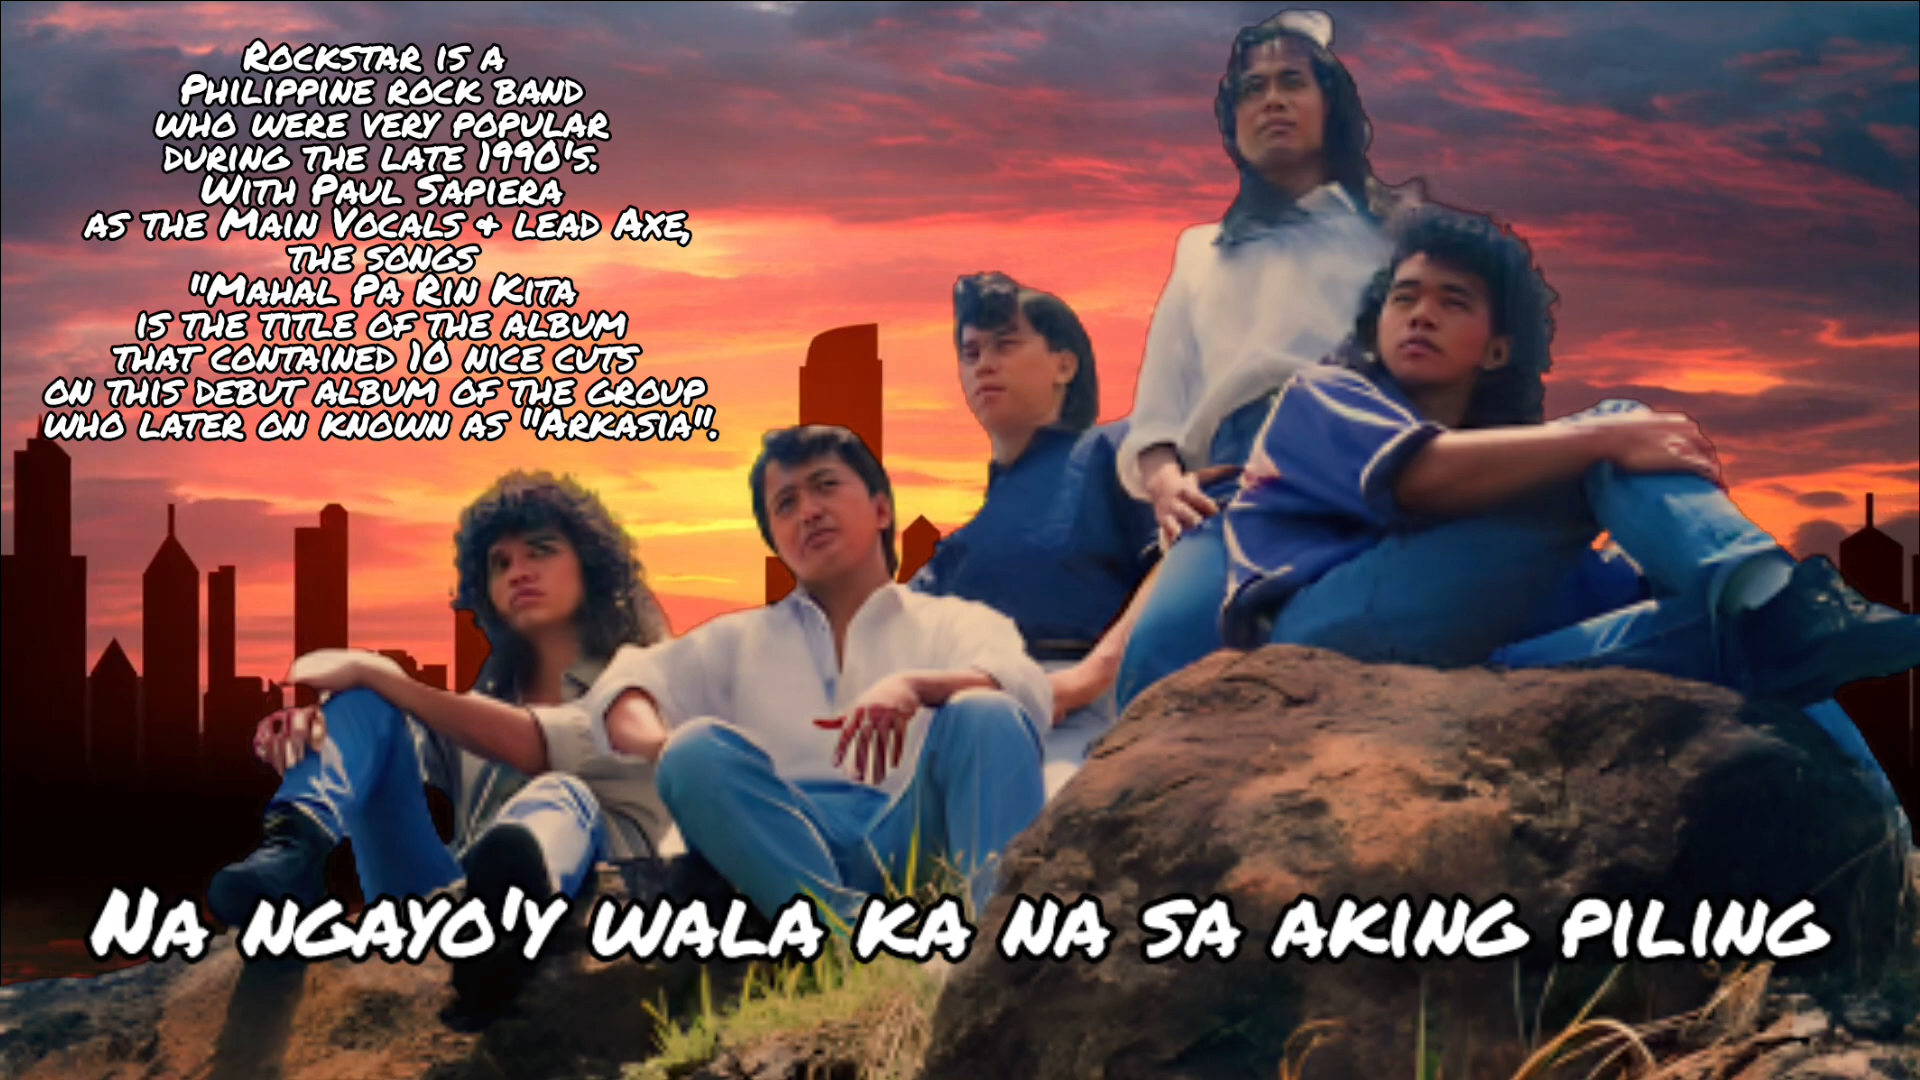 Rockstar is a
Philippine rock band
who were very popular
during the late 1990's.
With Paul Sapiera
as the Main Vocals & lead Axe,
the songs
"Mahal Pa Rin Kita
is the title of the album
that contained 10 nice cuts
on this debut album of the group
who later on known as "Arkasia".
Na ngayo'y wala ka na sa aking piling